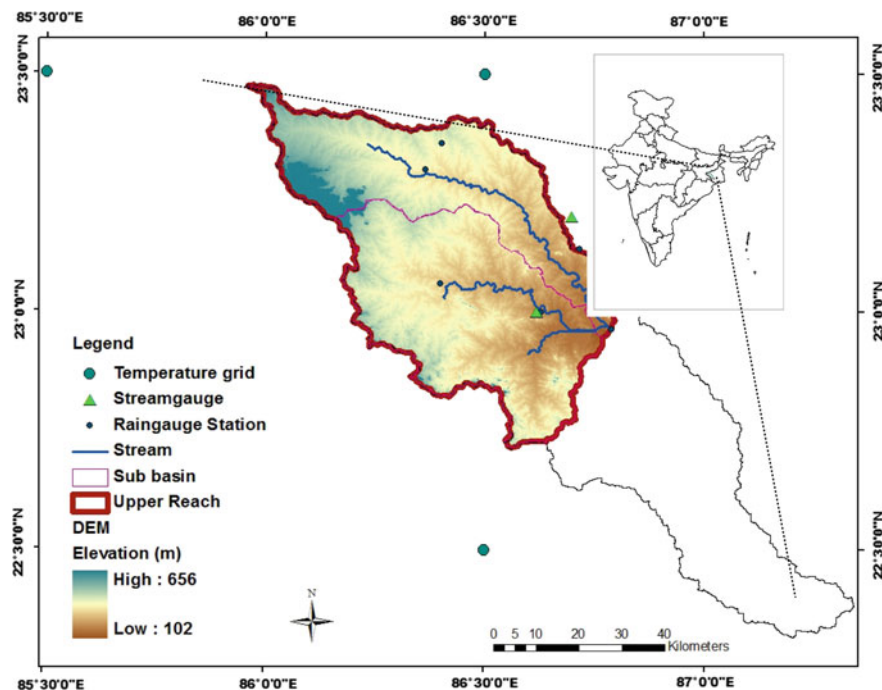 85°30'0"E 86°0'0"E 86°30'0"E 87°0'0"E
23°30'0"N 23°30'0"N
23°0'0"N 23°0'0"N
Legend
Temperature grid
Streamgauge
Raingauge Station
Stream
Sub basin
Upper Reach
DEM
Elevation (m)
High : 656
Low : 102
22°30'0"N 22°30'0"N
N
0 5 10 20 30 40
Kilometers
85°30'0"E 86°0'0"E 86°30'0"E 87°0'0"E